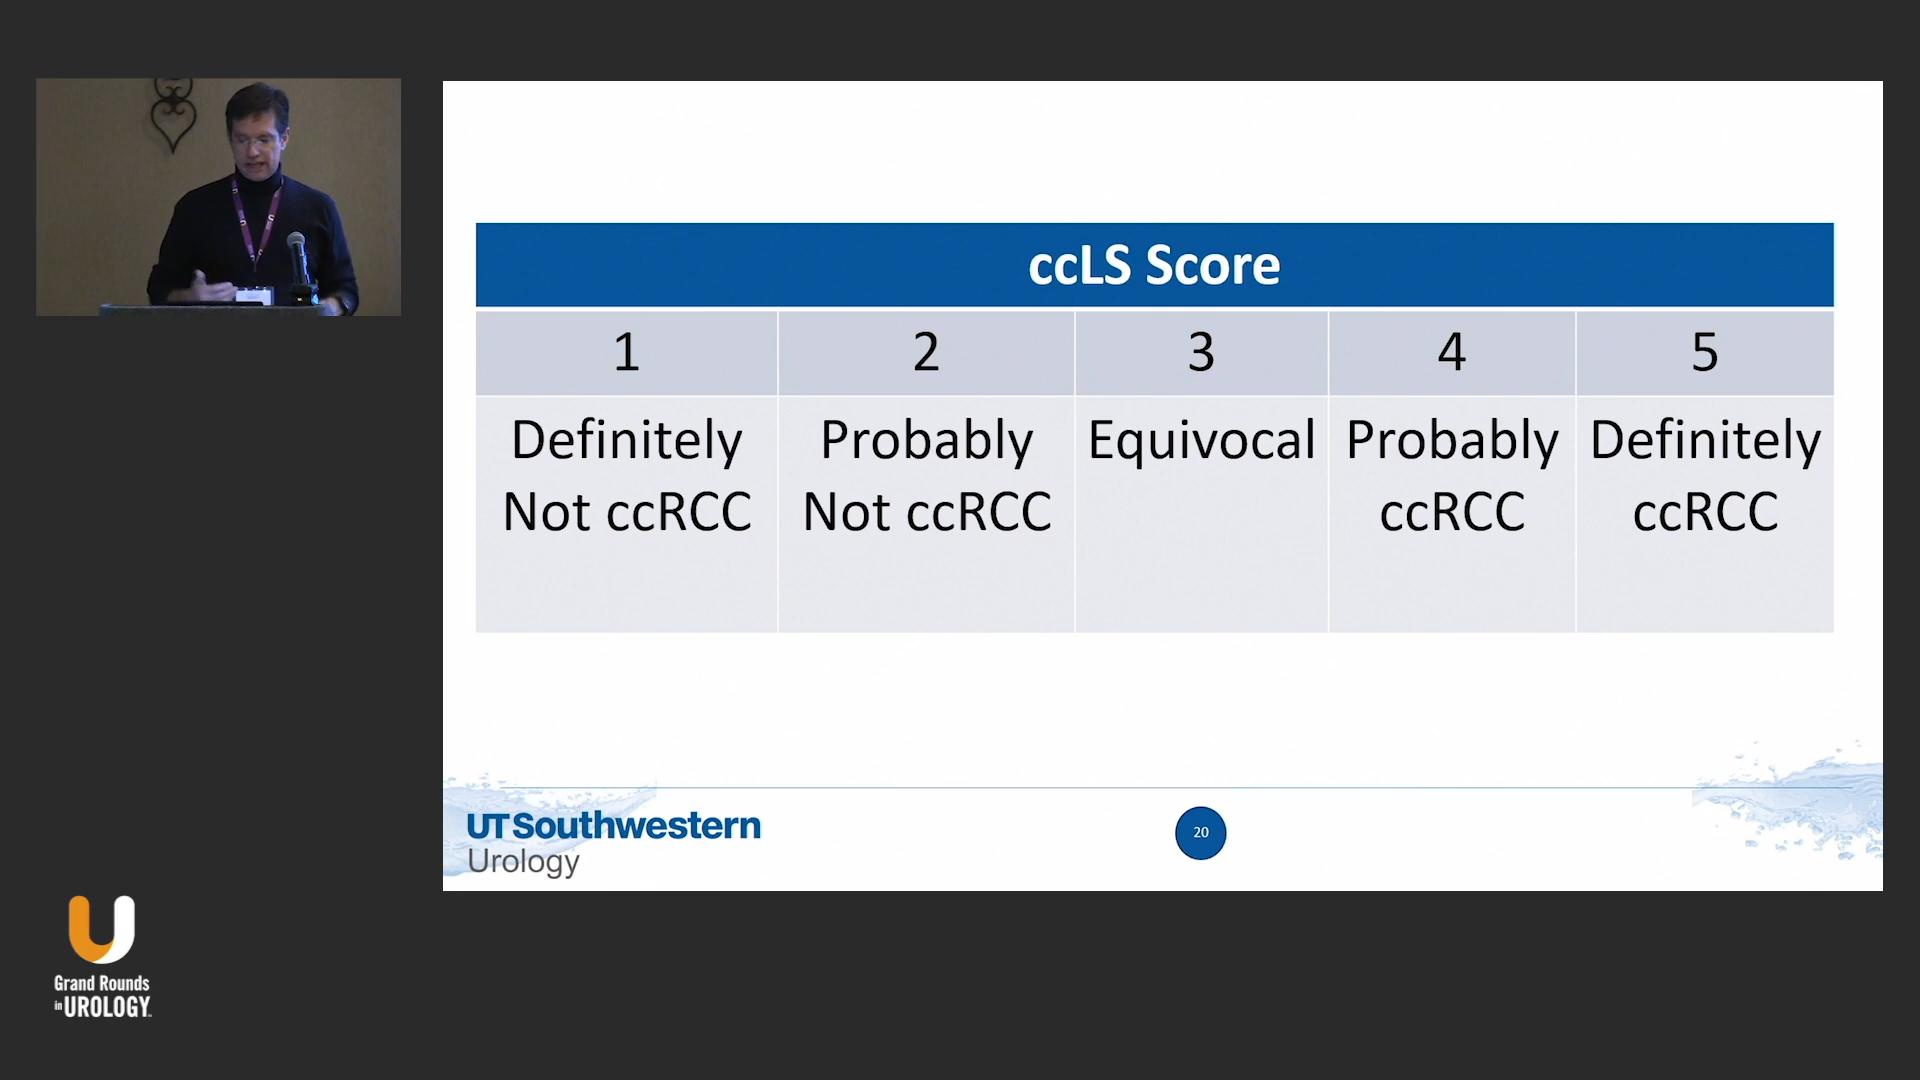 ccLS Score
1 2 3 4 5
Definitely Probably Equivocal Probably Definitely
Not ccRCC Not ccRCC ccRCC ccRCC
UT Southwestern
Urology
20
Grand Rounds
in UROLOGY